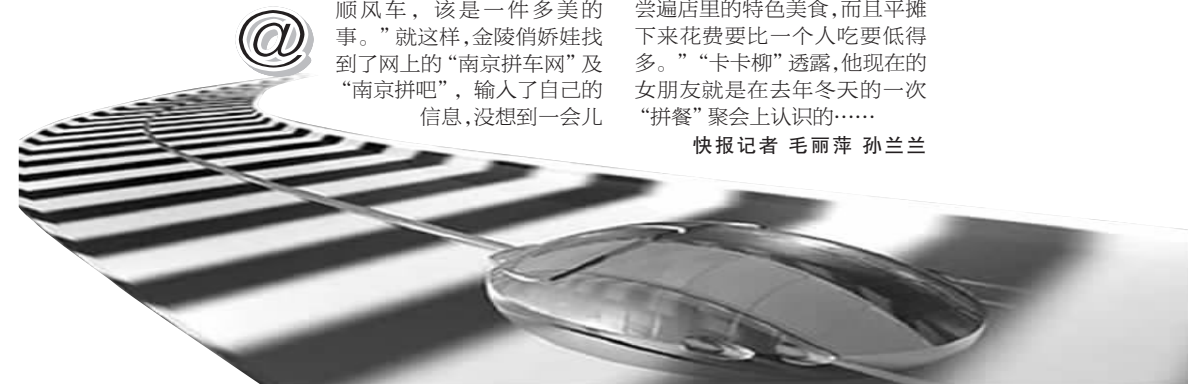 @
顺风车，该是一件多美的
事。”就这样，金陵俏娇娃找
到了网上的“南京拼车网”及
“南京拼吧”，输入了自己的
信息，没想到一会儿
尝遍店里的特色美食，而且平摊
下来花费要比一个人吃要低得
多。”“卡卡柳”透露，他现在的
女朋友就是在去年冬天的一次
“拼餐”聚会上认识的……
快报记者 毛丽萍 孙兰兰